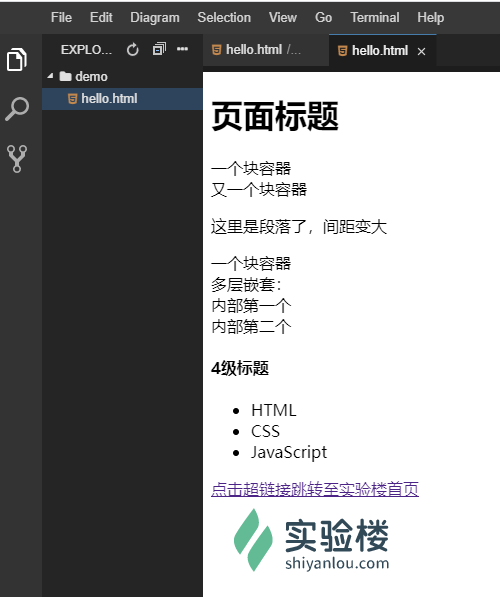 File Edit Diagram Selection View Go Terminal Help
EXPLO...
hello.html /...
hello.html
demo
hello.html
页面标题
一个块容器
又一个块容器
这里是段落了，间距变大
一个块容器
多层嵌套：
内部第一个
内部第二个
4级标题
HTML
CSS
JavaScript
点击超链接跳转至实验楼首页
实验楼
shiyanlou.com